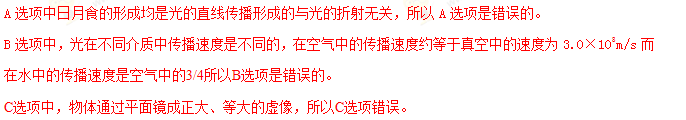 A 选项中日月食的形成均是光的直线传播形成的与光的折射无关，所以 A 选项是错误的。
B 选项中，光在不同介质中传播速度是不同的，在空气中的传播速度约等于真空中的速度为 3.0×10⁸m/s 而
在水中的传播速度是空气中的3/4所以B选项是错误的。
C选项中，物体通过平面镜成正大、等大的虚像，所以C选项错误。